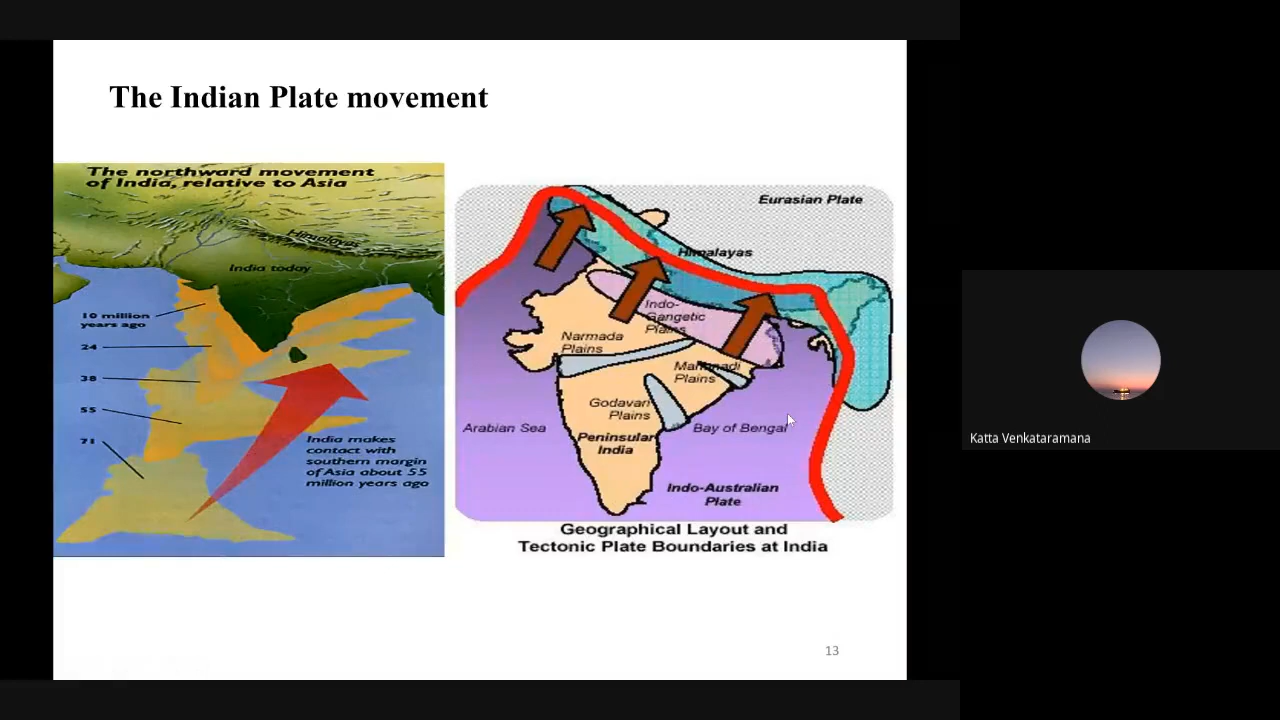 The Indian Plate movement
The northward movement
of India, relative to Asia
Himalayas
India today
10 million
years ago
24
38
55
71
India makes
contact with
southern margin
of Asia about 55
million years ago
Eurasian Plate
Himalayas
Indo-
Gangetic
Plains
Narmada
Plains
Mahanadi
Plains
Godavari
Plains
Arabian Sea
Bay of Bengal
Peninsular
India
Indo-Australian
Plate
Geographical Layout and
Tectonic Plate Boundaries at India
13
Katta Venkataramana